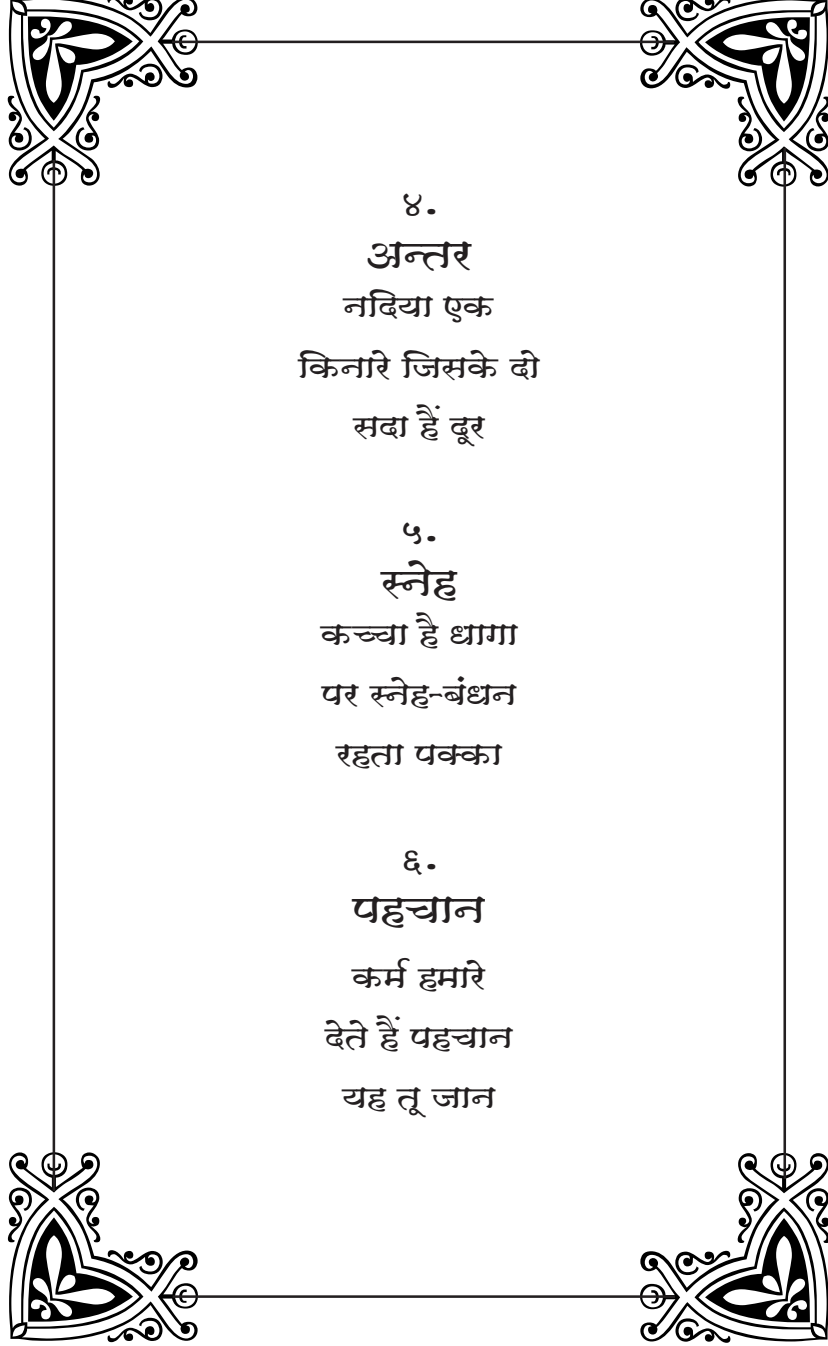 ४.
अन्तर
नदिया एक
किनारे जिसके दो
सदा हैं दूर
५.
स्नेह
कच्चा है धागा
पर स्नेह-बंधन
रहता पक्का
६.
पहचान
कर्म हमारे
देते हैं पहचान
यह तू जान